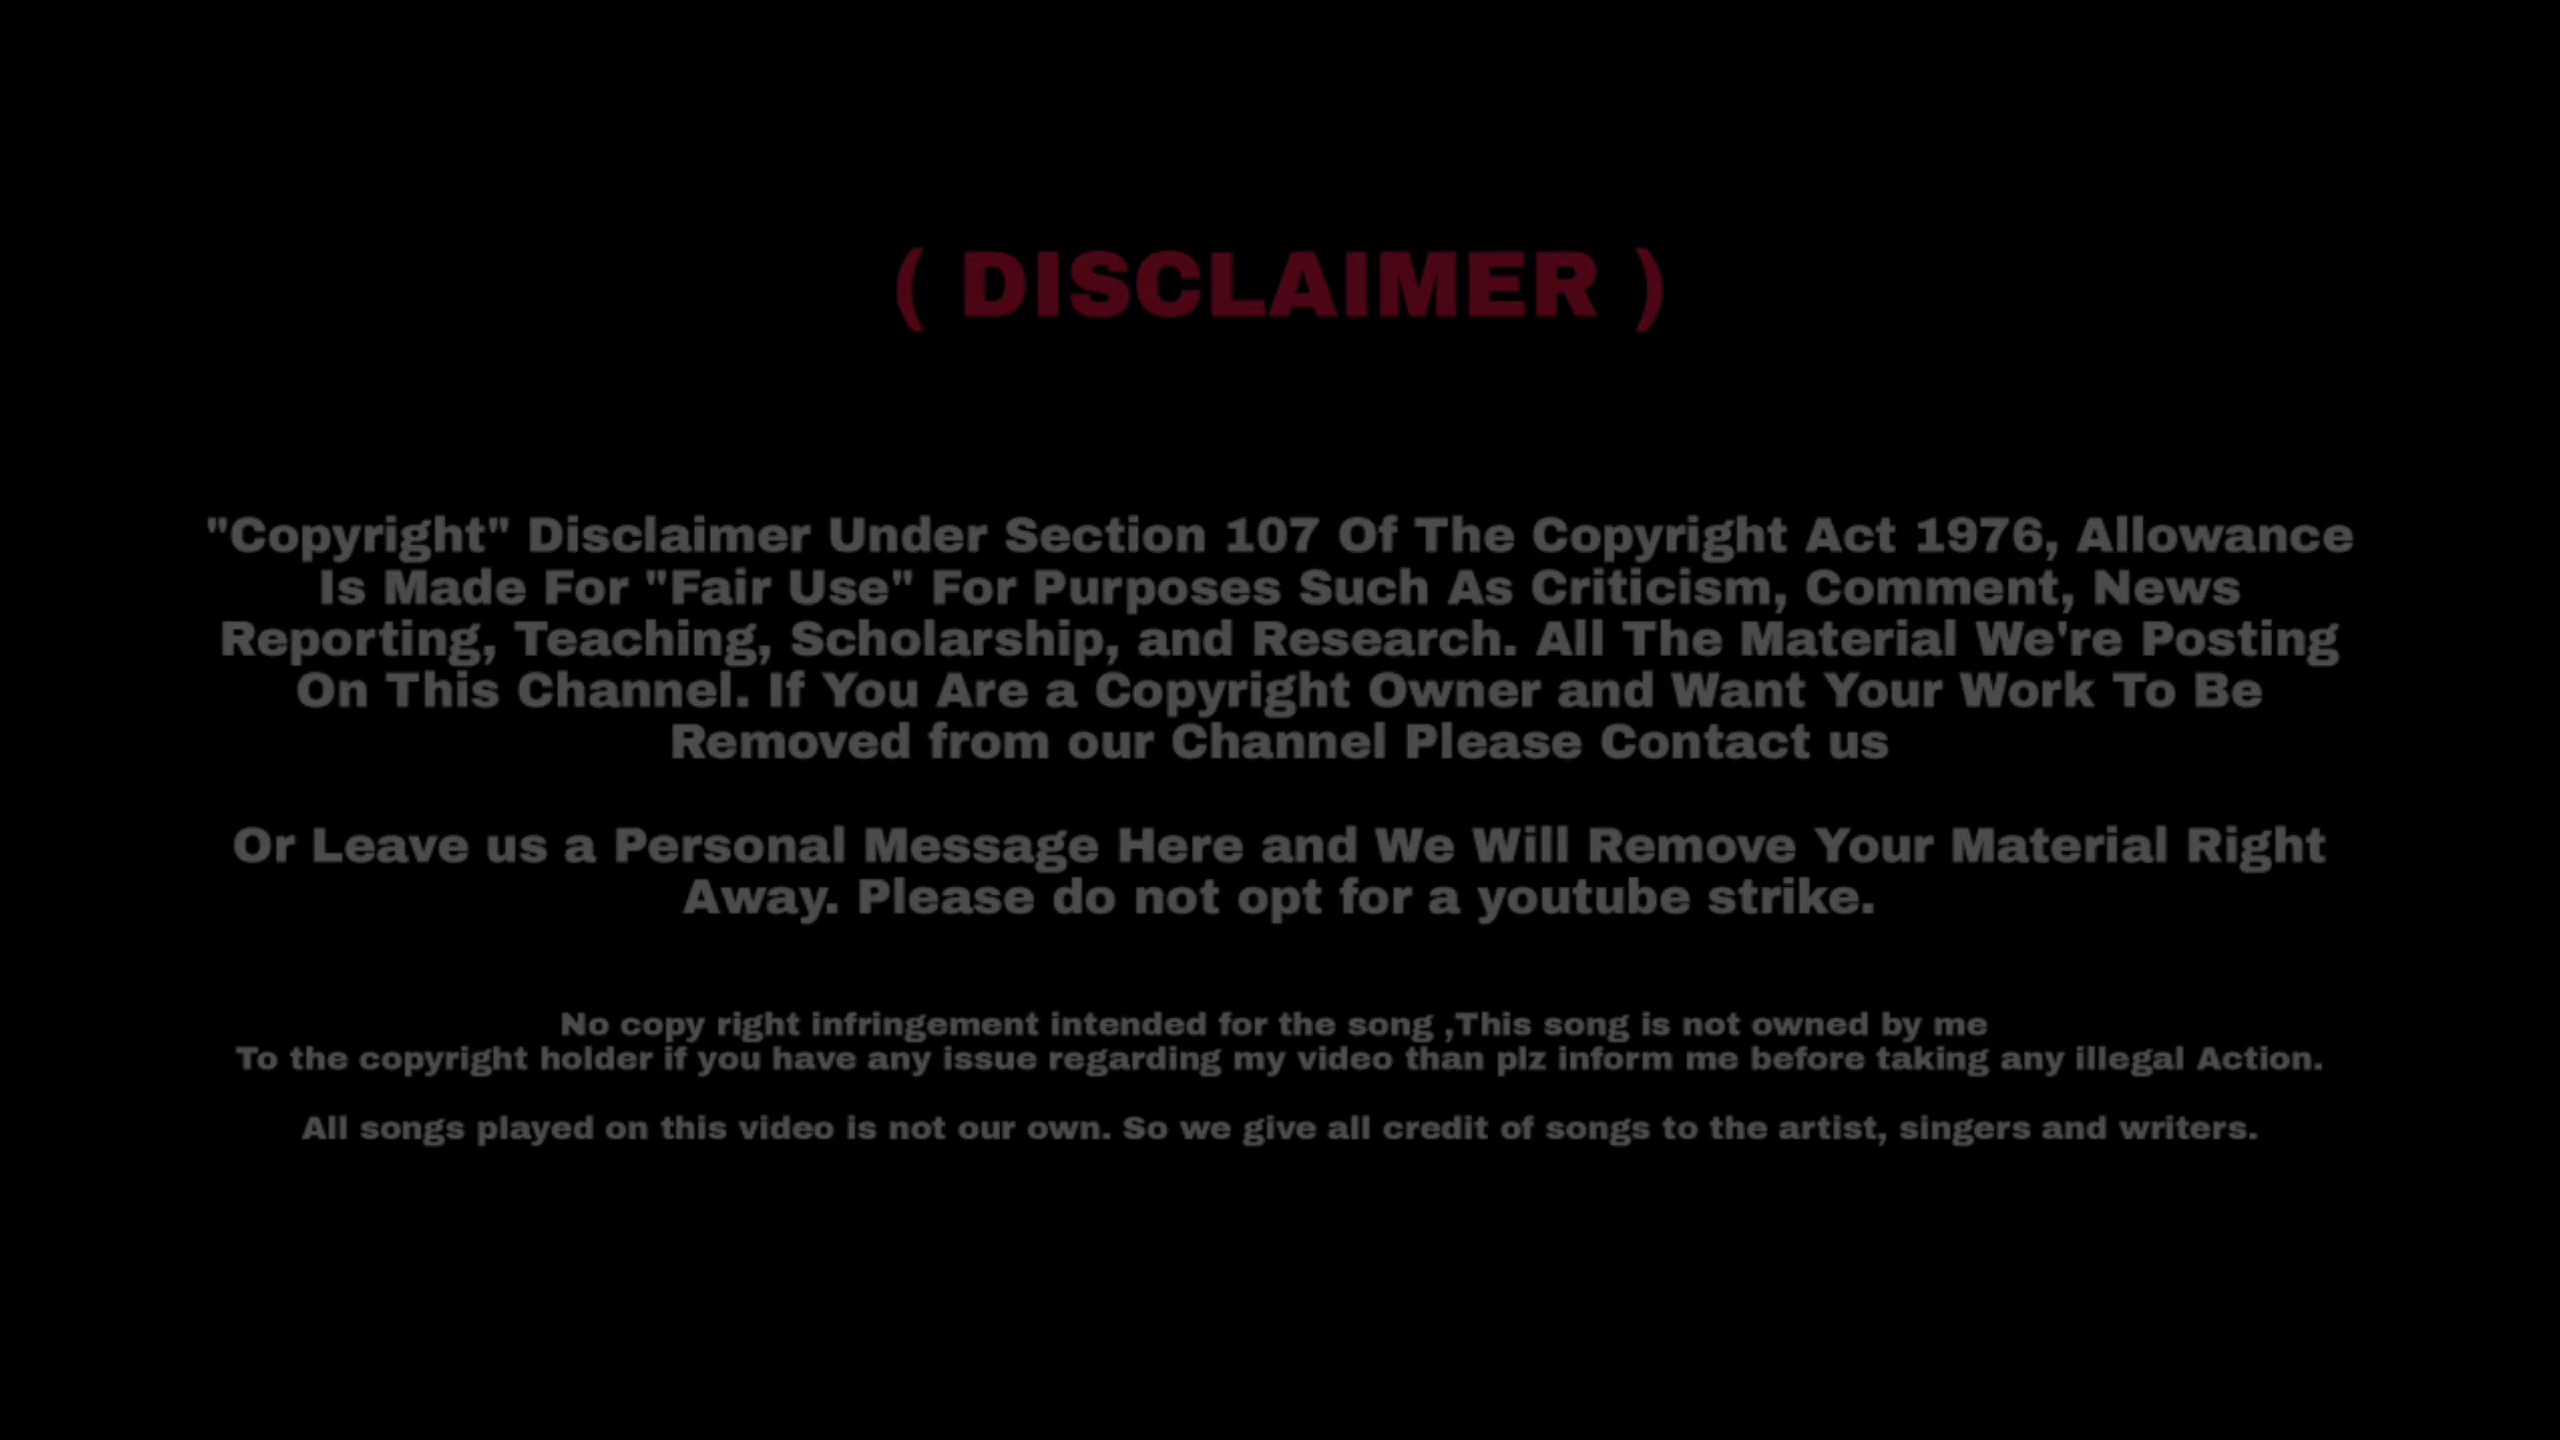 ( DISCLAIMER )
"Copyright" Disclaimer Under Section 107 Of The Copyright Act 1976, Allowance
Is Made For "Fair Use" For Purposes Such As Criticism, Comment, News
Reporting, Teaching, Scholarship, and Research. All The Material We're Posting
On This Channel. If You Are a Copyright Owner and Want Your Work To Be
Removed from our Channel Please Contact us
Or Leave us a Personal Message Here and We Will Remove Your Material Right
Away. Please do not opt for a youtube strike.
No copy right infringement intended for the song ,This song is not owned by me
To the copyright holder if you have any issue regarding my video than plz inform me before taking any illegal Action.
All songs played on this video is not our own. So we give all credit of songs to the artist, singers and writers.